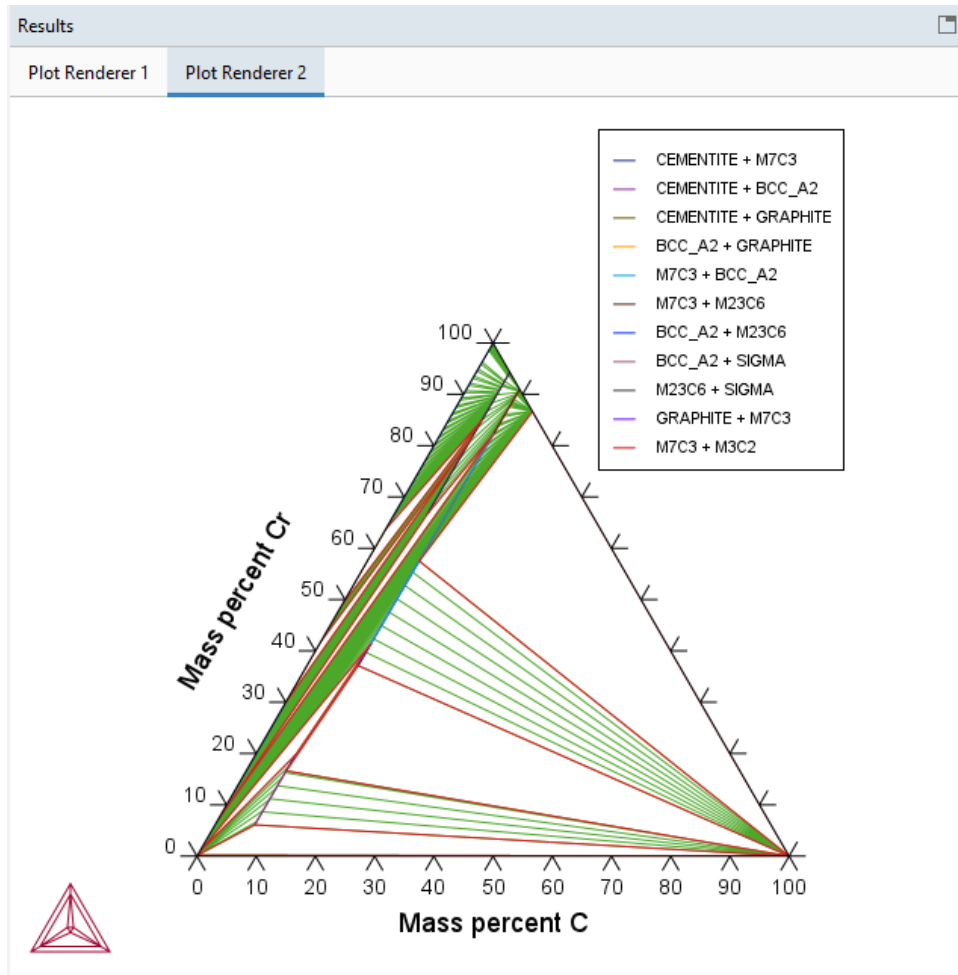 Results
Plot Renderer 1
Plot Renderer 2
CEMENTITE + M7C3
CEMENTITE + BCC_A2
CEMENTITE + GRAPHITE
BCC_A2 + GRAPHITE
M7C3 + BCC_A2
M7C3 + M23C6
BCC_A2 + M23C6
BCC_A2 + SIGMA
M23C6 + SIGMA
GRAPHITE + M7C3
M7C3 + M3C2
100
90
80
70
60
50
40
30
20
10
0
Mass percent Cr
0 10 20 30 40 50 60 70 80 90 100
Mass percent C